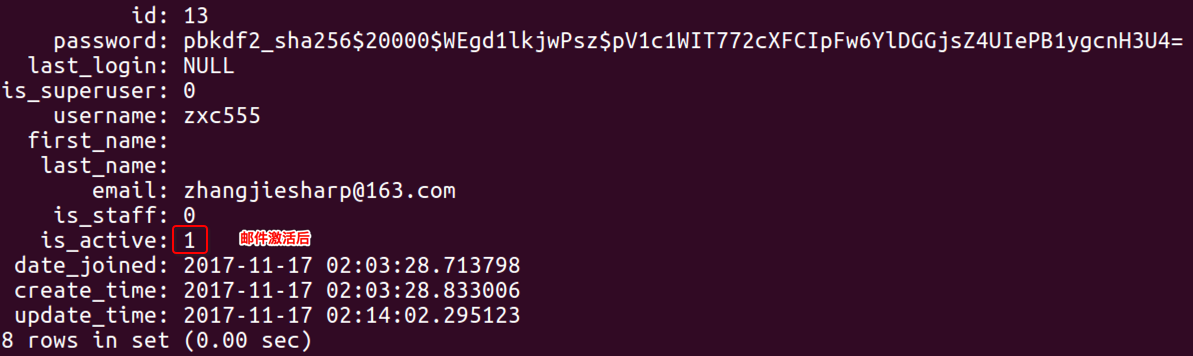 id: 13
password: pbkdf2_sha256$20000$WEgd1lkjwPsz$pV1c1WIT772cXFCIpFw6YlDGGjsZ4UIePB1ygcnH3U4=
last_login: NULL
is_superuser: 0
username: zxc555
first_name:
last_name:
email: zhangjiesharp@163.com
is_staff: 0
is_active: 1 邮件激活后
date_joined: 2017-11-17 02:03:28.713798
create_time: 2017-11-17 02:03:28.833006
update_time: 2017-11-17 02:14:02.295123
8 rows in set (0.00 sec)